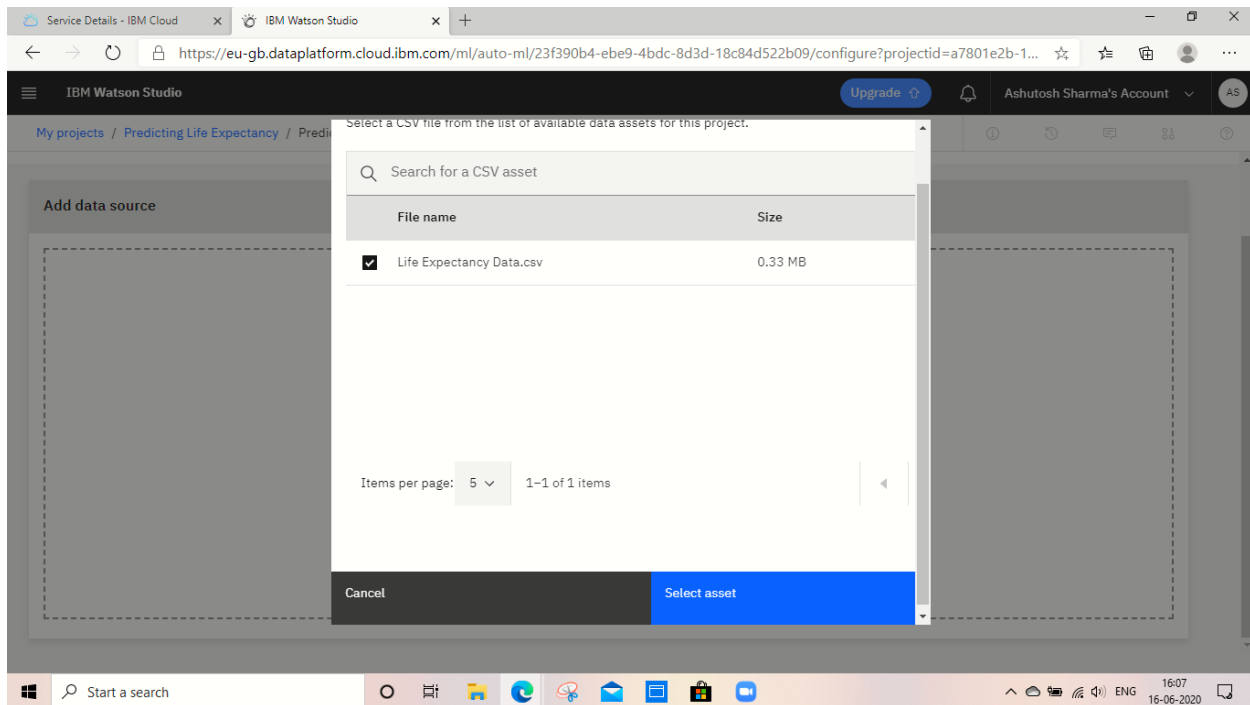 Service Details - IBM Cloud
IBM Watson Studio
https://eu-gb.dataplatform.cloud.ibm.com/ml/auto-ml/23f390b4-ebe9-4bdc-8d3d-18c84d522b09/configure?projectid=a7801e2b-1...
IBM Watson Studio
Upgrade
Ashutosh Sharma's Account
AS
My projects / Predicting Life Expectancy / Predi
Select a CSV file from the list of available data assets for this project.
Search for a CSV asset
Add data source
File name Size
Life Expectancy Data.csv 0.33 MB
Items per page: 5 1–1 of 1 items
Cancel Select asset
Start a search
ENG
16:07
16-06-2020